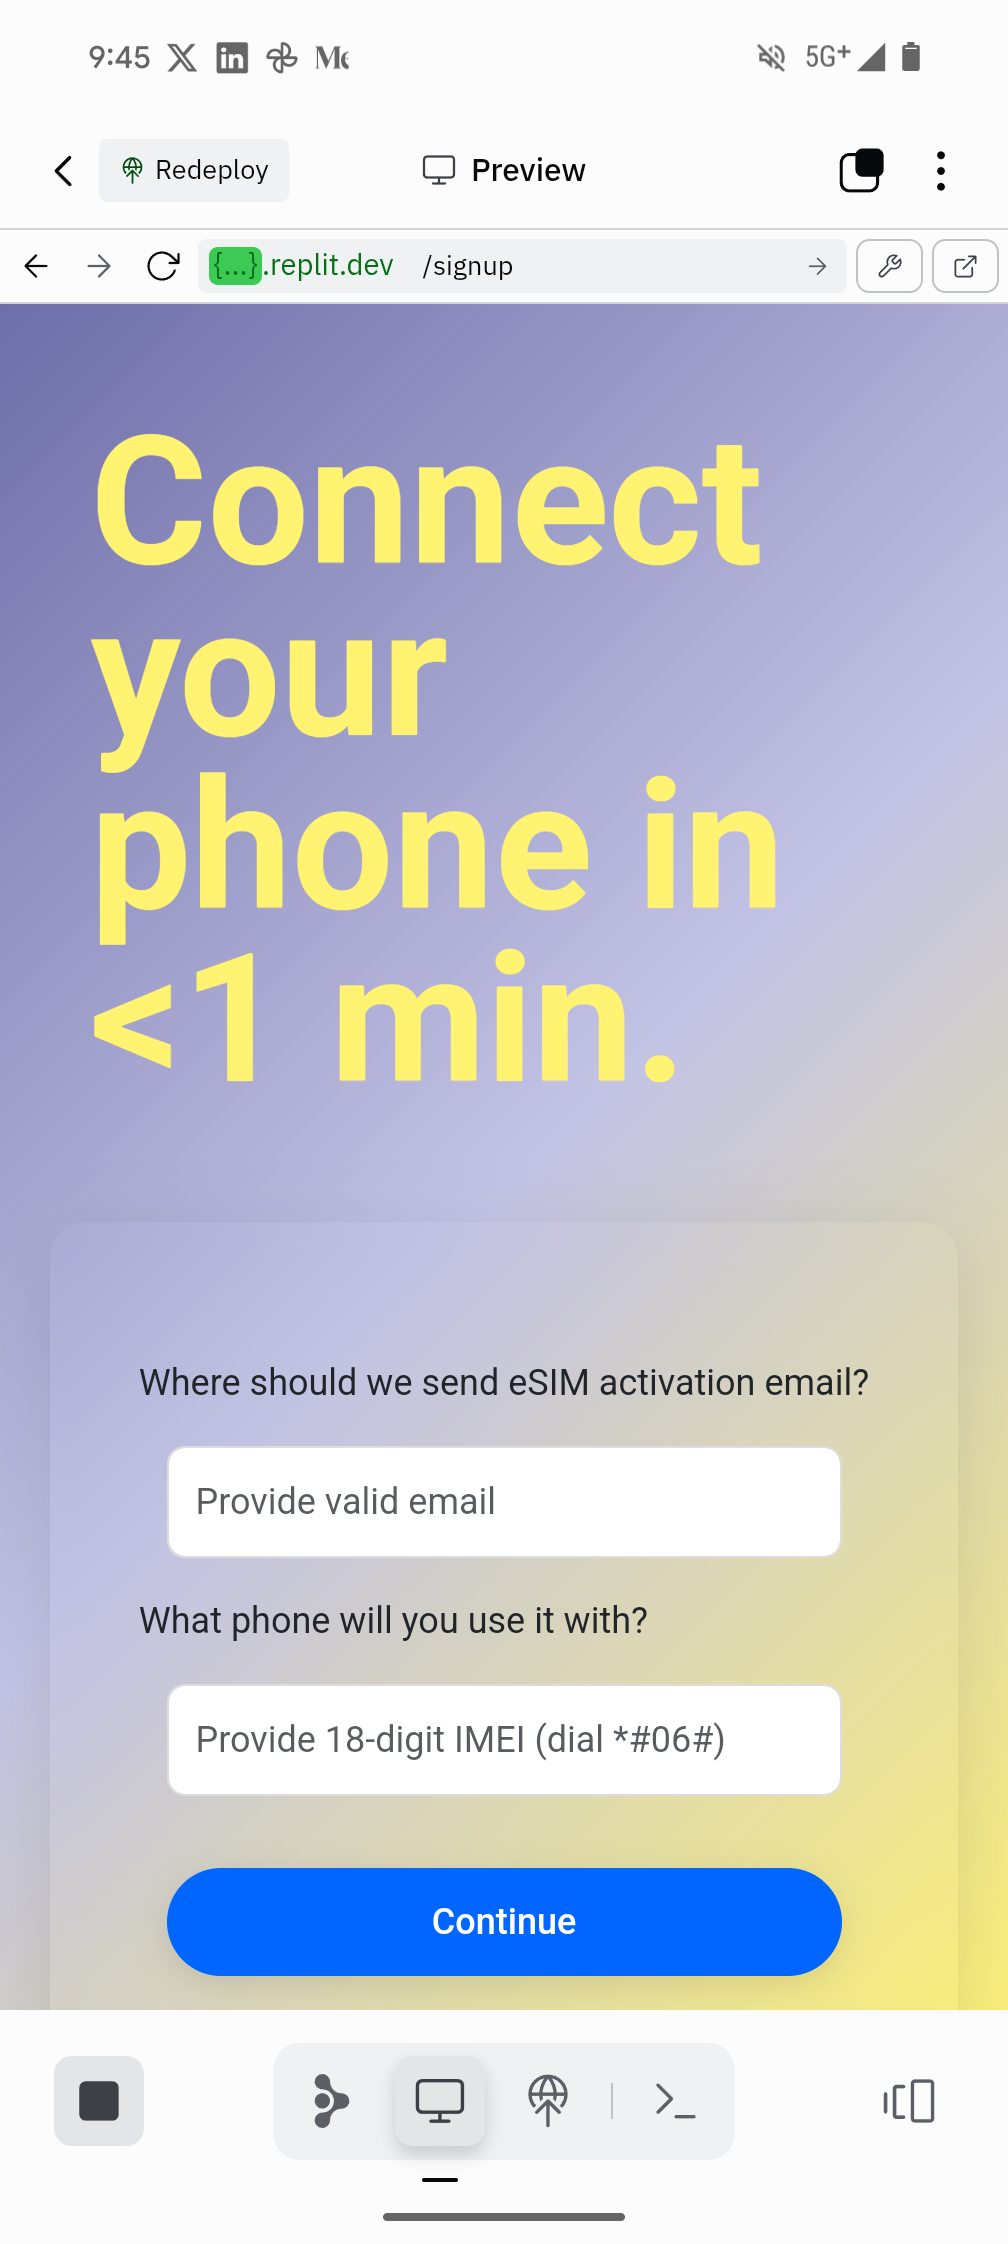 9:45
5G+
Redeploy
Preview
{...}.replit.dev /signup
Connect
your
phone in
<1 min.
Where should we send eSIM activation email?
Provide valid email
What phone will you use it with?
Provide 18-digit IMEI (dial *#06#)
Continue